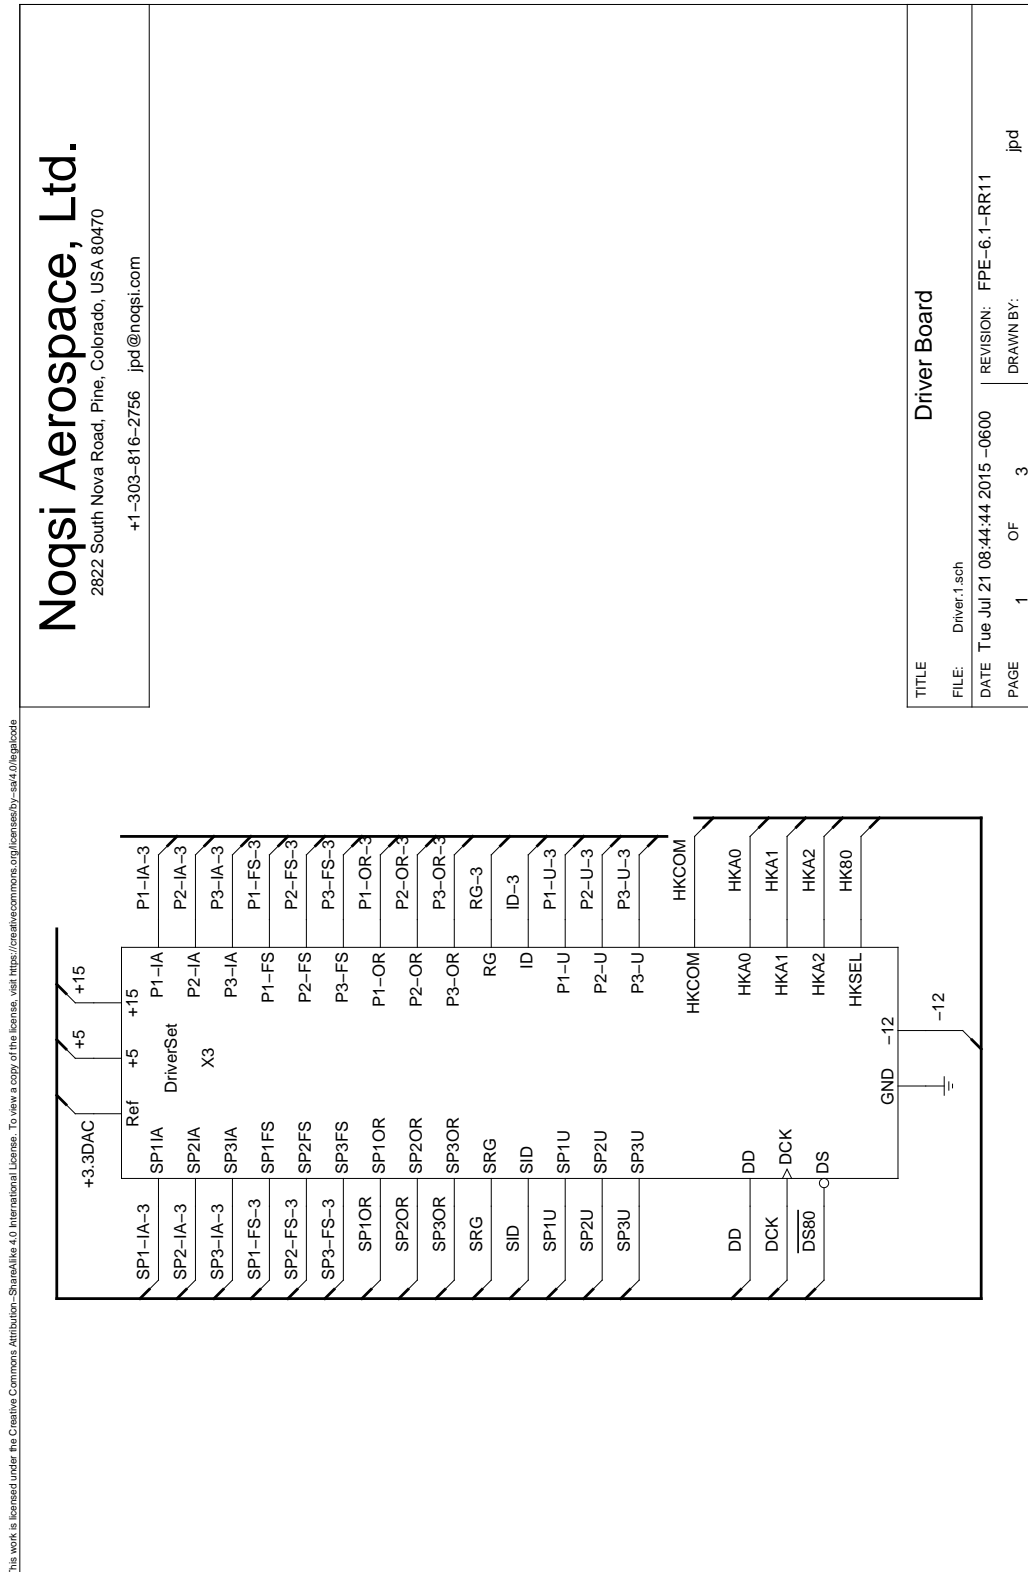 This work is licensed under the Creative Commons Attribution−ShareAlike 4.0 International License. To view a copy of the license, visit https://creativecommons.org/licenses/by−sa/4.0/legalcode
Noqsi Aerospace, Ltd.
2822 South Nova Road, Pine, Colorado, USA 80470
+1−303−816−2756 jpd@noqsi.com
+3.3DAC
+5
+15
Ref
+5
+15
DriverSet
X3
SP1−IA−3
SP1IA
P1−IA
P1−IA−3
SP2−IA−3
SP2IA
P2−IA
P2−IA−3
SP3−IA−3
SP3IA
P3−IA
P3−IA−3
SP1−FS−3
SP1FS
P1−FS
P1−FS−3
SP2−FS−3
SP2FS
P2−FS
P2−FS−3
SP3−FS−3
SP3FS
P3−FS
P3−FS−3
SP1OR
SP1OR
P1−OR
P1−OR−3
SP2OR
SP2OR
P2−OR
P2−OR−3
SP3OR
SP3OR
P3−OR
P3−OR−3
SRG
SRG
RG
RG−3
SID
SID
ID
ID−3
SP1U
SP1U
P1−U
P1−U−3
SP2U
SP2U
P2−U
P2−U−3
SP3U
SP3U
P3−U
P3−U−3
HKCOM
HKCOM
DD
DD
HKA0
HKA0
DCK
DCK
HKA1
HKA1
DS80
DS
HKA2
HKA2
HKSEL
HK80
GND
−12
−12
TITLE
Driver Board
FILE: Driver.1.sch
DATE Tue Jul 21 08:44:44 2015 −0600
REVISION: FPE−6.1−RR11
PAGE 1 OF 3
DRAWN BY: jpd